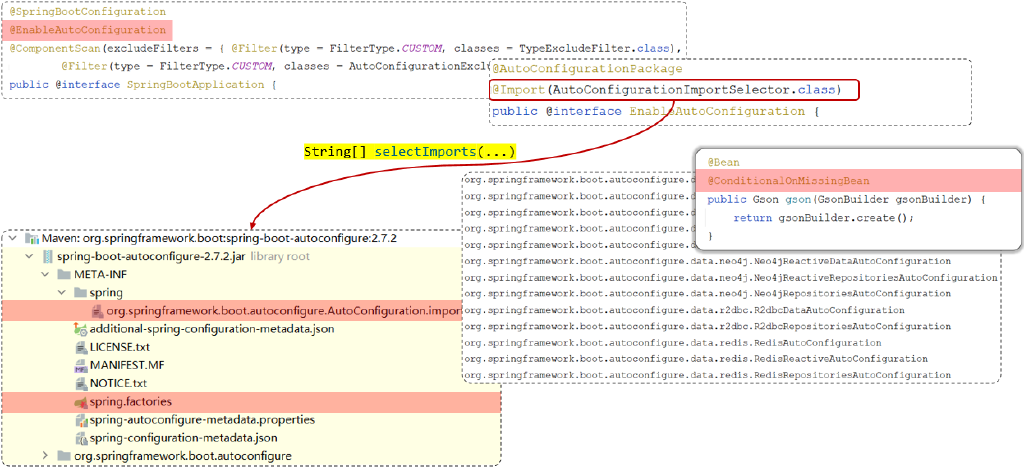 @SpringBootConfiguration
@EnableAutoConfiguration
@ComponentScan(excludeFilters = { @Filter(type = FilterType.CUSTOM, classes = TypeExcludeFilter.class),
@Filter(type = FilterType.CUSTOM, classes = AutoConfigurationExcl
public @interface SpringBootApplication {
@AutoConfigurationPackage
@Import(AutoConfigurationImportSelector.class)
public @interface EnableAutoConfiguration {
String[] selectImports(...)
@Bean
@ConditionalOnMissingBean
public Gson gson(GsonBuilder gsonBuilder) {
return gsonBuilder.create();
}
org.springframework.boot.autoconfigure.d
org.springframework.boot.autoconfigure.d
org.springframework.boot.autoconfigure.d
org.springframework.boot.autoconfigure.d
org.springframework.boot.autoconfigure.d
org.springframework.boot.autoconfigure.data.neo4j.Neo4jReactiveDataAutoConfiguration
org.springframework.boot.autoconfigure.data.neo4j.Neo4jReactiveRepositoriesAutoConfiguration
org.springframework.boot.autoconfigure.data.neo4j.Neo4jRepositoriesAutoConfiguration
org.springframework.boot.autoconfigure.data.r2dbc.R2dbcDataAutoConfiguration
org.springframework.boot.autoconfigure.data.r2dbc.R2dbcRepositoriesAutoConfiguration
org.springframework.boot.autoconfigure.data.redis.RedisAutoConfiguration
org.springframework.boot.autoconfigure.data.redis.RedisReactiveAutoConfiguration
org.springframework.boot.autoconfigure.data.redis.RedisRepositoriesAutoConfiguration
Maven: org.springframework.boot:spring-boot-autoconfigure:2.7.2
spring-boot-autoconfigure-2.7.2.jar library root
META-INF
spring
org.springframework.boot.autoconfigure.AutoConfiguration.impor
additional-spring-configuration-metadata.json
LICENSE.txt
MANIFEST.MF
NOTICE.txt
spring.factories
spring-autoconfigure-metadata.properties
spring-configuration-metadata.json
org.springframework.boot.autoconfigure